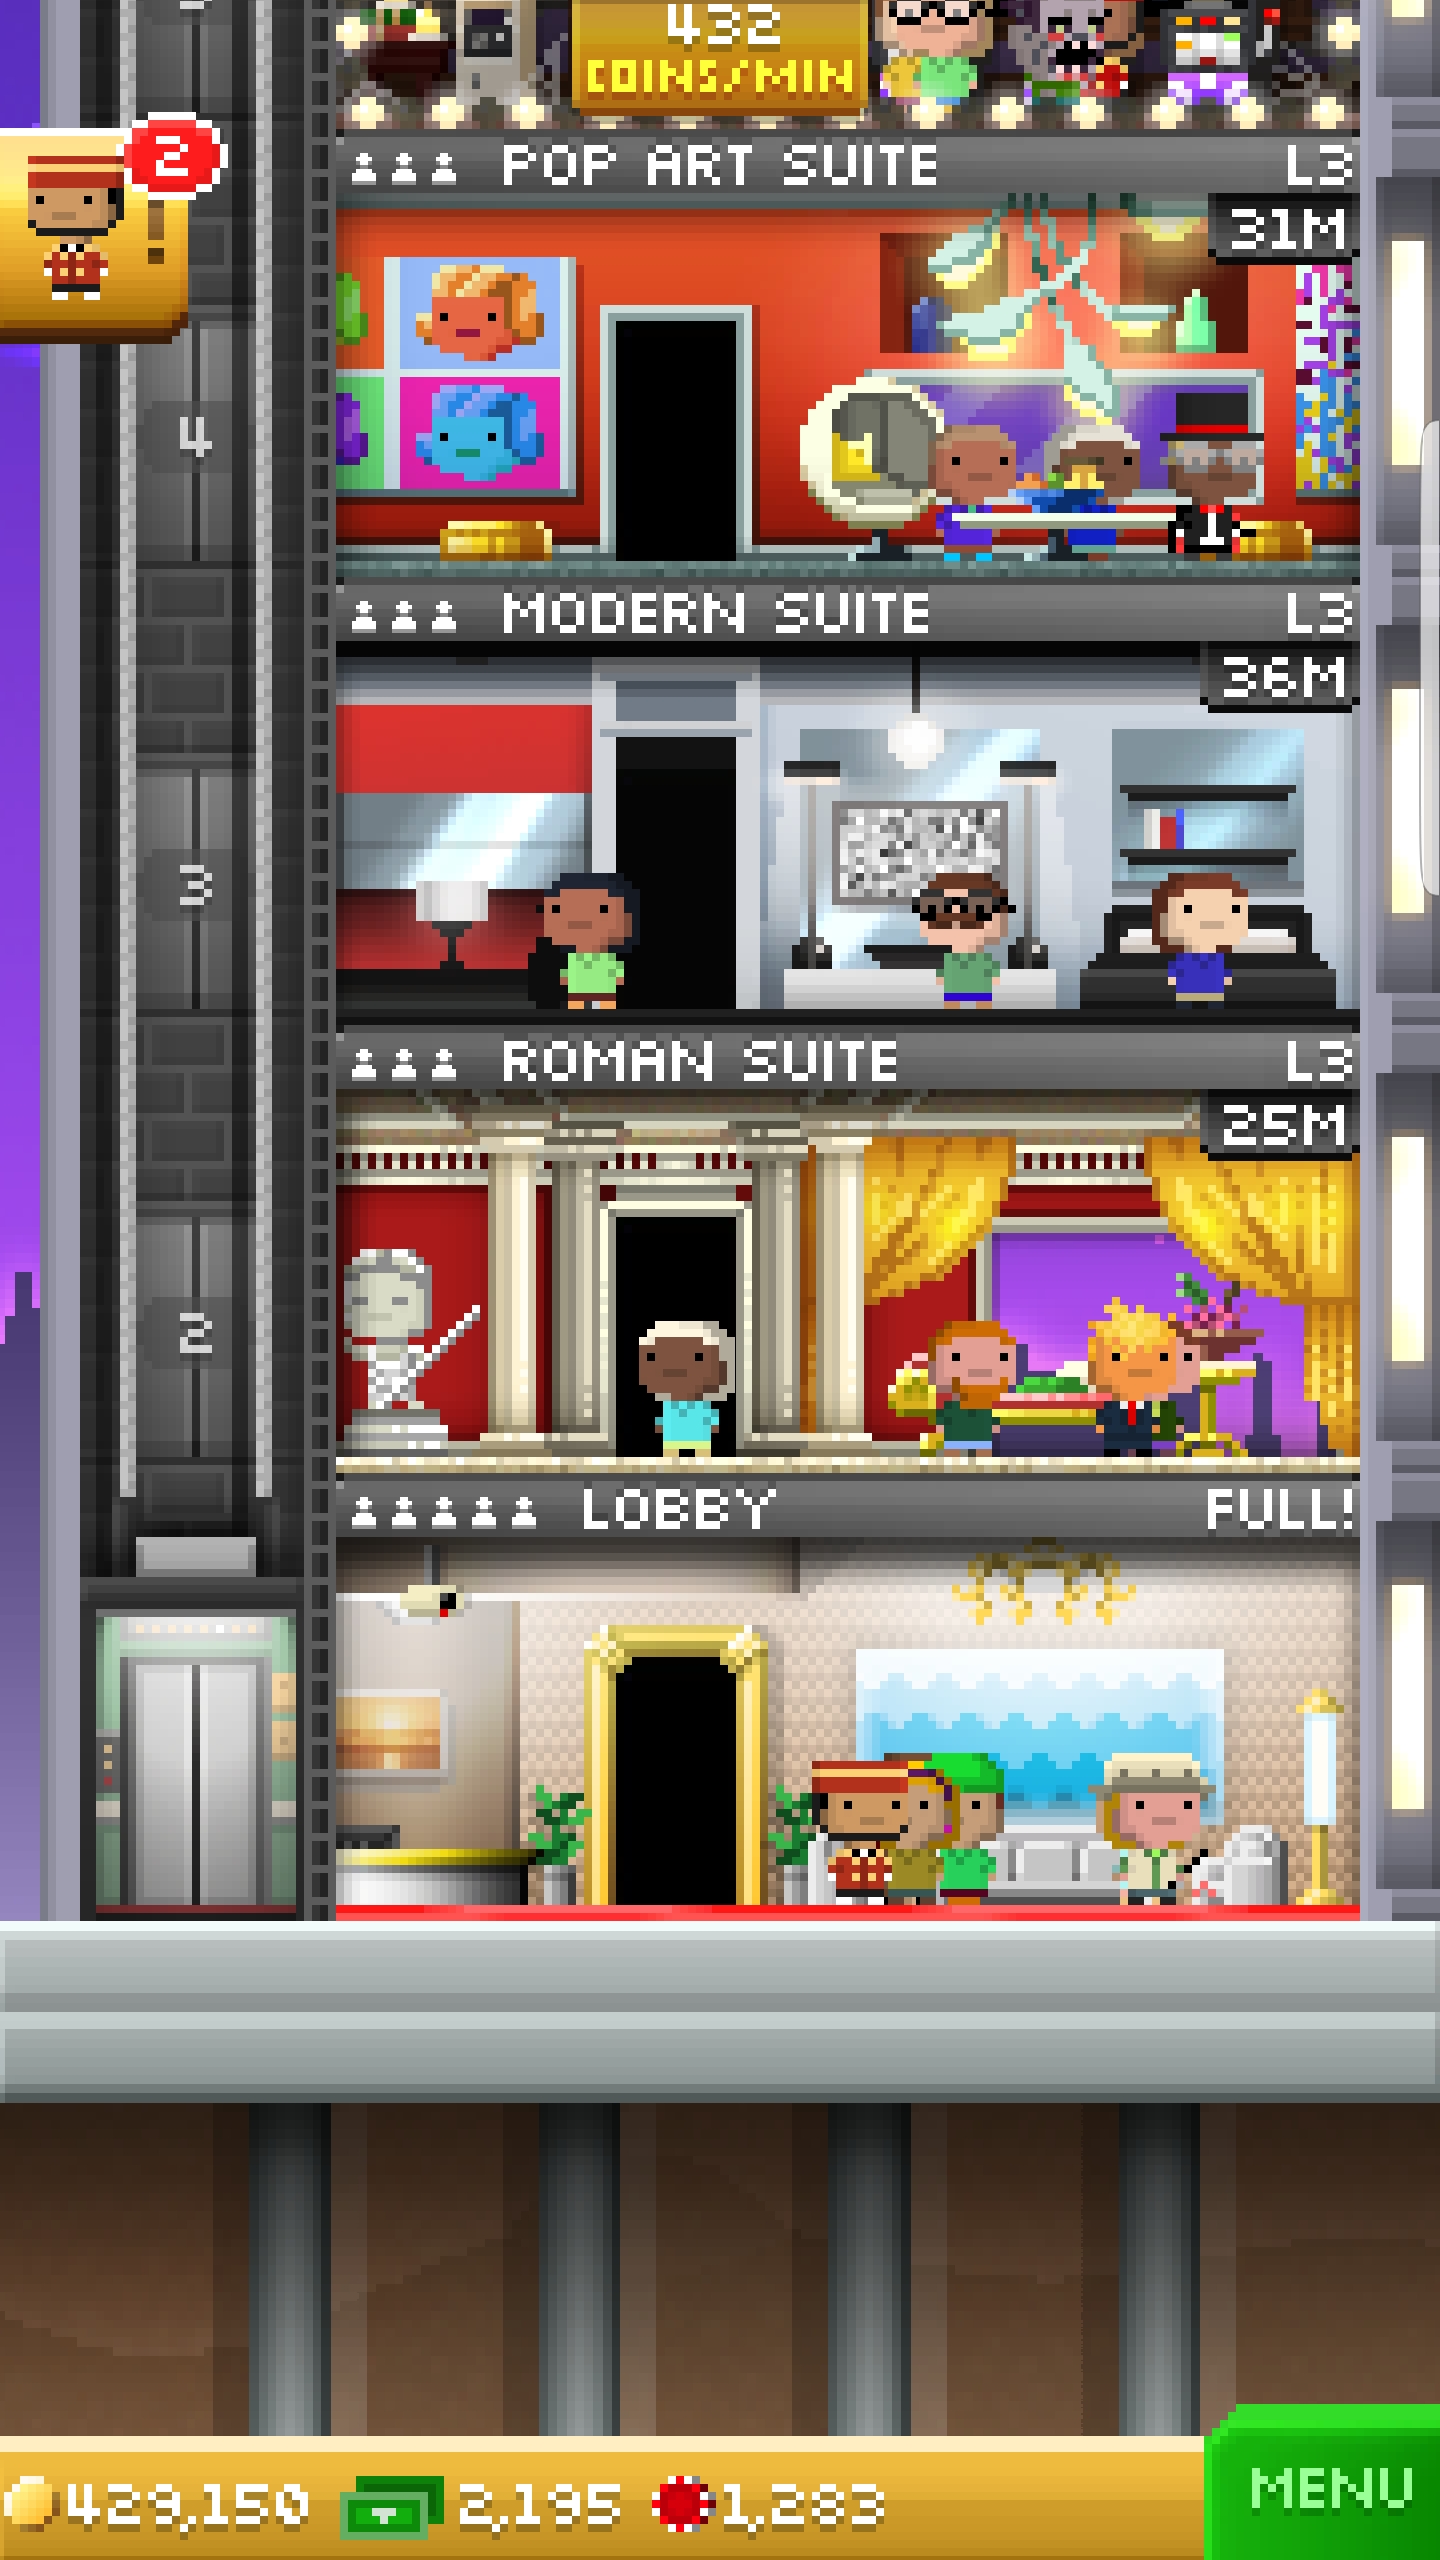 432
COINS/MIN
2
!
POP ART SUITE L3
31M
4
MODERN SUITE L3
36M
3
ROMAN SUITE L3
25M
2
LOBBY FULL!
429,150 2,195 1,283
MENU